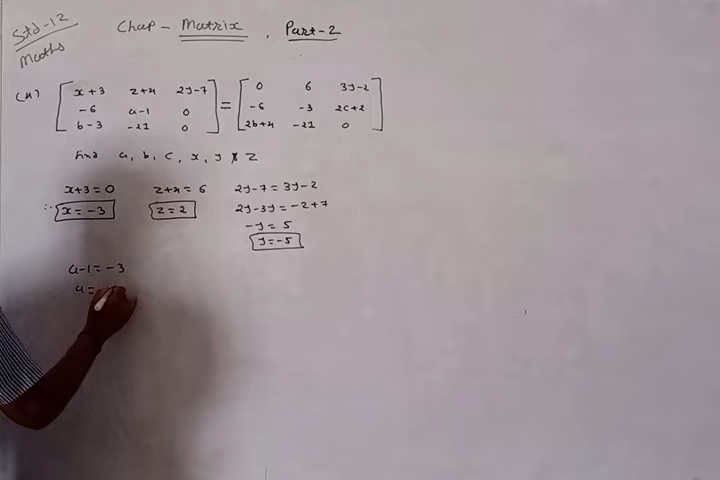 Std-12
Maths
Chap - Matrix, Part-2
(4) [ x+3 z+4 2y-7 ] = [ 0 6 3y-2 ]
-6 a-1 0 -6 -3 2c+2
b-3 -21 0 2b+4 -21 0
Find a, b, c, x, y & z
x+3=0 z+4=6 2y-7=3y-2
∴ x=-3 z=2 2y-3y=-2+7
-y=5
y=-5
a-1=-3
a=